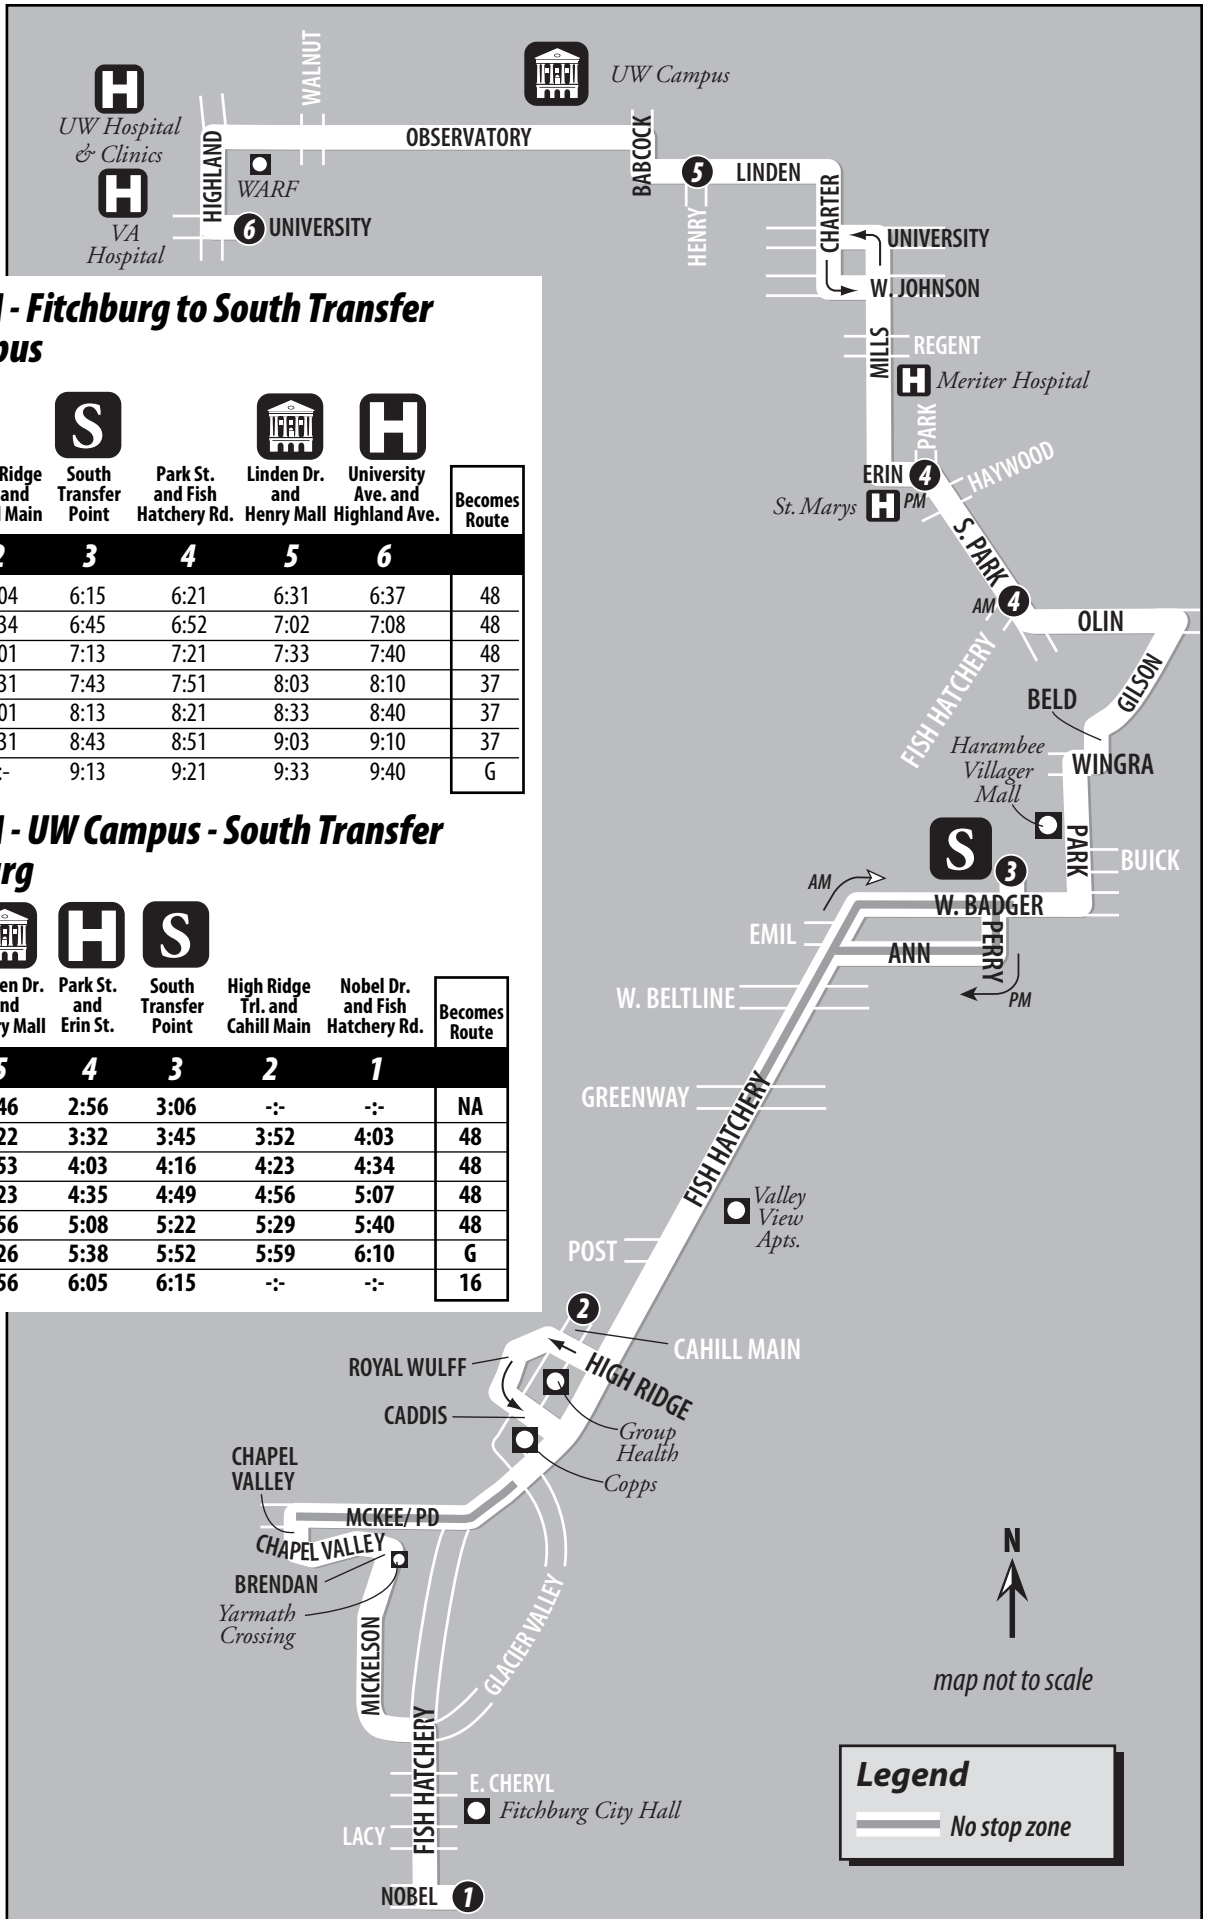 UW Campus
WALNUT
UW Hospital
& Clinics
OBSERVATORY
BABCOCK
HIGHLAND
WARF
5
LINDEN
VA
Hospital
6
UNIVERSITY
HENRY
CHARTER
UNIVERSITY
W. JOHNSON
- Fitchburg to South Transfer
MILLS
REGENT
H
Meriter Hospital
PARK
HAYWOOD
ERIN
4
PM
St. Marys
H
S. PARK
AM
4
OLIN
GILSON
FISH HATCHERY
BELD
Harambee
Villager
Mall
WINGRA
PARK
BUICK
S
3
AM
W. BADGER
EMIL
ANN
PERRY
PM
W. BELTLINE
GREENWAY
FISH HATCHERY
Valley
View
Apts.
POST
2
CAHILL MAIN
ROYAL WULFF
HIGH RIDGE
CADDIS
Group
Health
Copps
CHAPEL
VALLEY
MCKEE/ PD
CHAPEL VALLEY
BRENDAN
Yarmath
Crossing
MICKELSON
GLACIER VALLEY
FISH HATCHERY
E. CHERYL
Fitchburg City Hall
LACY
NOBEL
1
N
map not to scale
Legend
No stop zone
S
H
Ridge
and
Main
South
Transfer
Point
Park St.
and Fish
Hatchery Rd.
Linden Dr.
and
Henry Mall
University
Ave. and
Highland Ave.
Becomes
Route
3 4 5 6
04 6:15 6:21 6:31 6:37 48
34 6:45 6:52 7:02 7:08 48
01 7:13 7:21 7:33 7:40 48
31 7:43 7:51 8:03 8:10 37
01 8:13 8:21 8:33 8:40 37
31 8:43 8:51 9:03 9:10 37
:- 9:13 9:21 9:33 9:40 G
- UW Campus - South Transfer
H
S
en Dr.
nd
y Mall
Park St.
and
Erin St.
South
Transfer
Point
High Ridge
Trl. and
Cahill Main
Nobel Dr.
and Fish
Hatchery Rd.
Becomes
Route
4 3 2 1
46 2:56 3:06 -:- -:- NA
22 3:32 3:45 3:52 4:03 48
53 4:03 4:16 4:23 4:34 48
23 4:35 4:49 4:56 5:07 48
56 5:08 5:22 5:29 5:40 48
26 5:38 5:52 5:59 6:10 G
56 6:05 6:15 -:- -:- 16